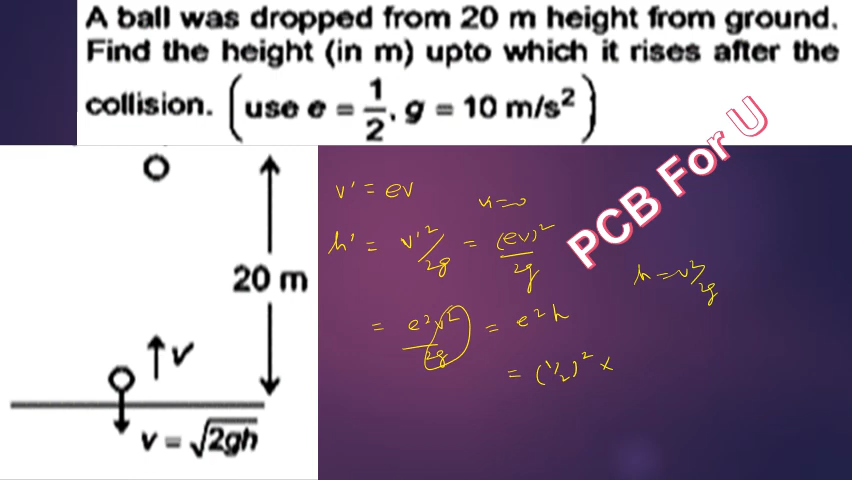 A ball was dropped from 20 m height from ground.
Find the height (in m) upto which it rises after the
collision. (use e = 1/2, g = 10 m/s²)
PCB For U
20 m
v
v = √2gh
v' = ev
u=0
h' = v'²/2g = (ev)²/2g
h = v²/2g
= e²v²/2g = e²h
= (1/2)² ×